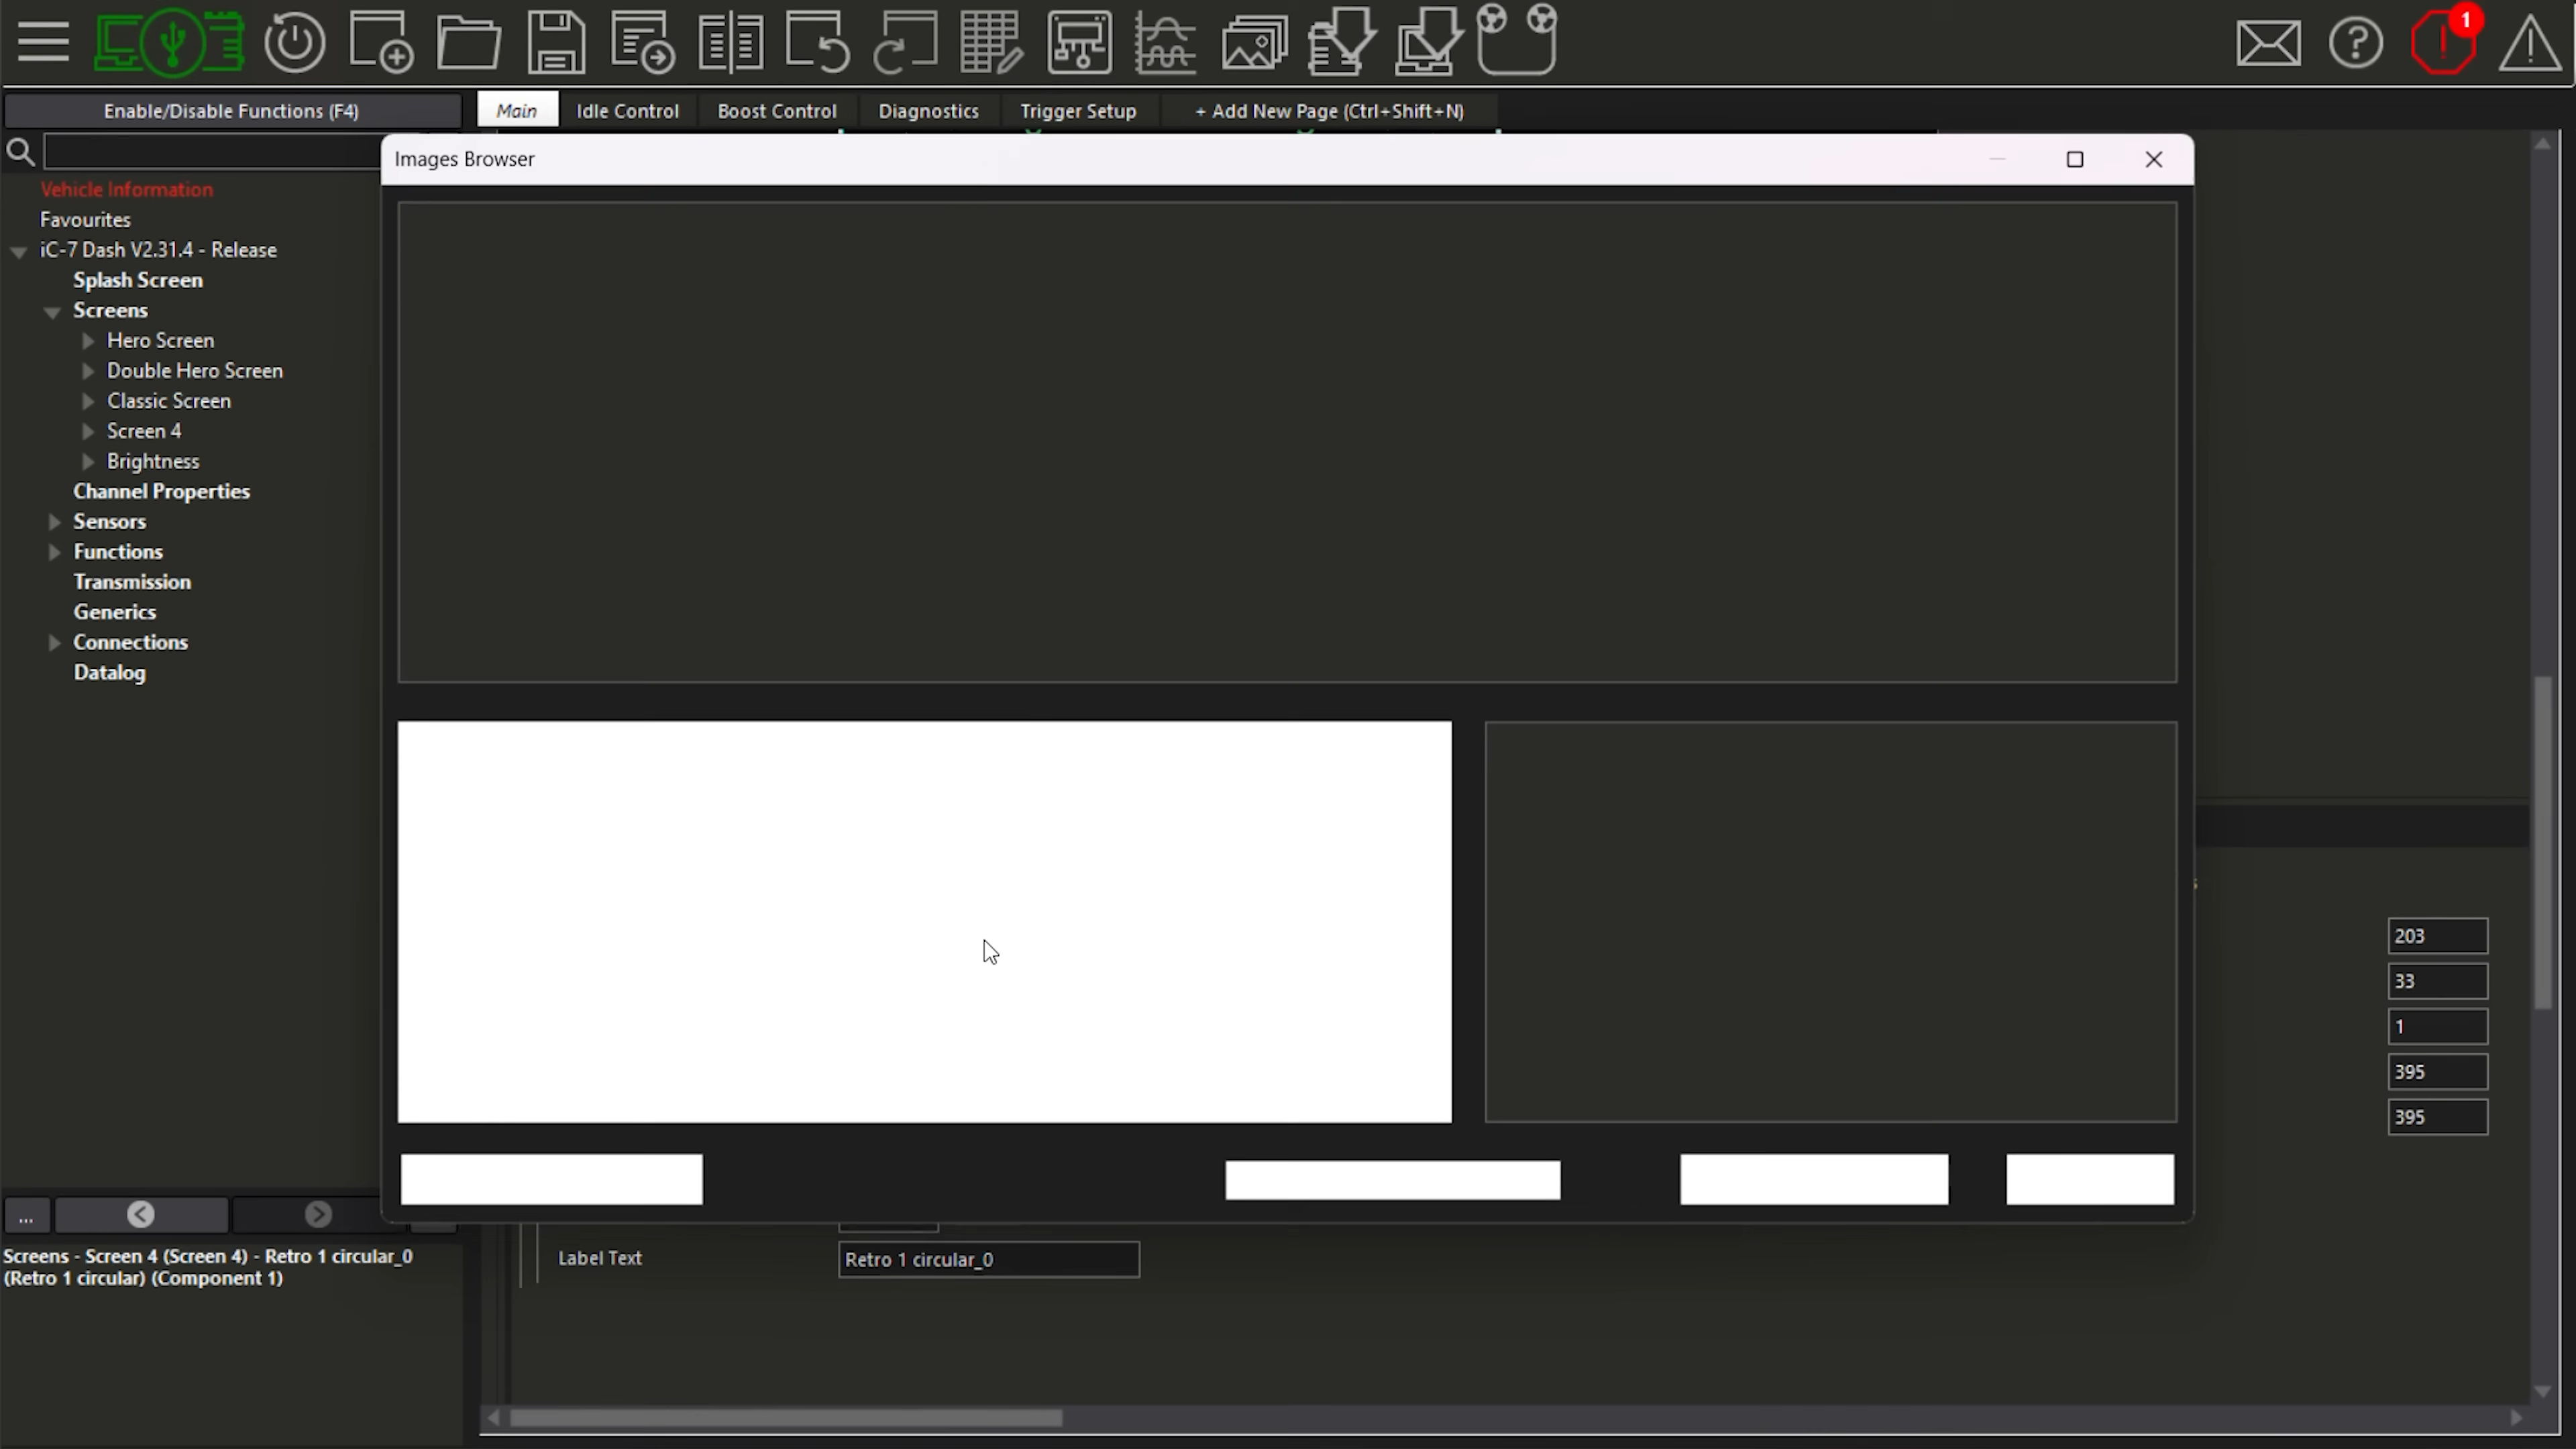 1
Enable/Disable Functions (F4)
Main
Idle Control
Boost Control
Diagnostics
Trigger Setup
+ Add New Page (Ctrl+Shift+N)
Images Browser
Vehicle Information
Favourites
iC-7 Dash V2.31.4 - Release
Splash Screen
Screens
Hero Screen
Double Hero Screen
Classic Screen
Screen 4
Brightness
Channel Properties
Sensors
Functions
Transmission
Generics
Connections
Datalog
203
33
1
395
395
...
Screens - Screen 4 (Screen 4) - Retro 1 circular_0
(Retro 1 circular) (Component 1)
Label Text
Retro 1 circular_0